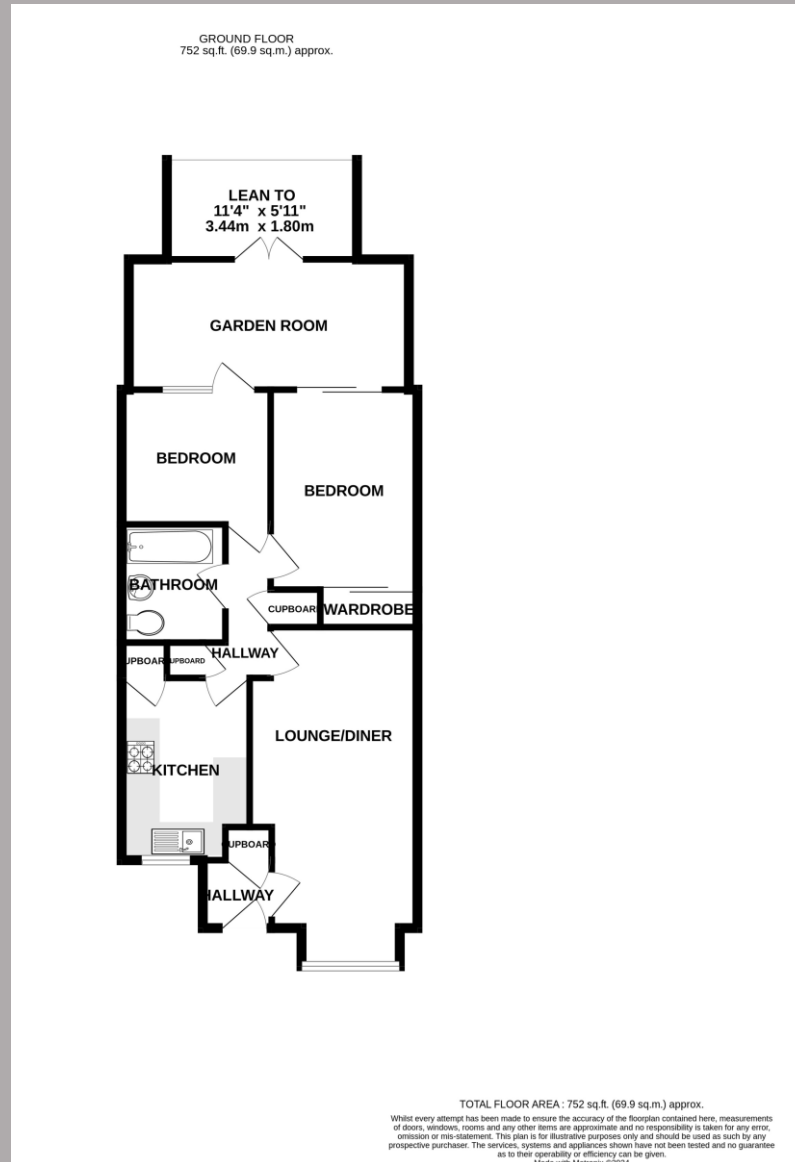 GROUND FLOOR
752 sq.ft. (69.9 sq.m.) approx.
LEAN TO
11'4" x 5'11"
3.44m x 1.80m
GARDEN ROOM
BEDROOM
BEDROOM
BATHROOM
CUPBOAR
WARDROBE
HALLWAY
UPBOAR
UPBOARD
LOUNGE/DINER
KITCHEN
UPBOAR
HALLWAY
TOTAL FLOOR AREA : 752 sq.ft. (69.9 sq.m.) approx.
Whilst every attempt has been made to ensure the accuracy of the floorplan contained here, measurements
of doors, windows, rooms and any other items are approximate and no responsibility is taken for any error,
omission or mis-statement. This plan is for illustrative purposes only and should be used as such by any
prospective purchaser. The services, systems and appliances shown have not been tested and no guarantee
as to their operability or efficiency can be given.
Made with Metropix ©2024